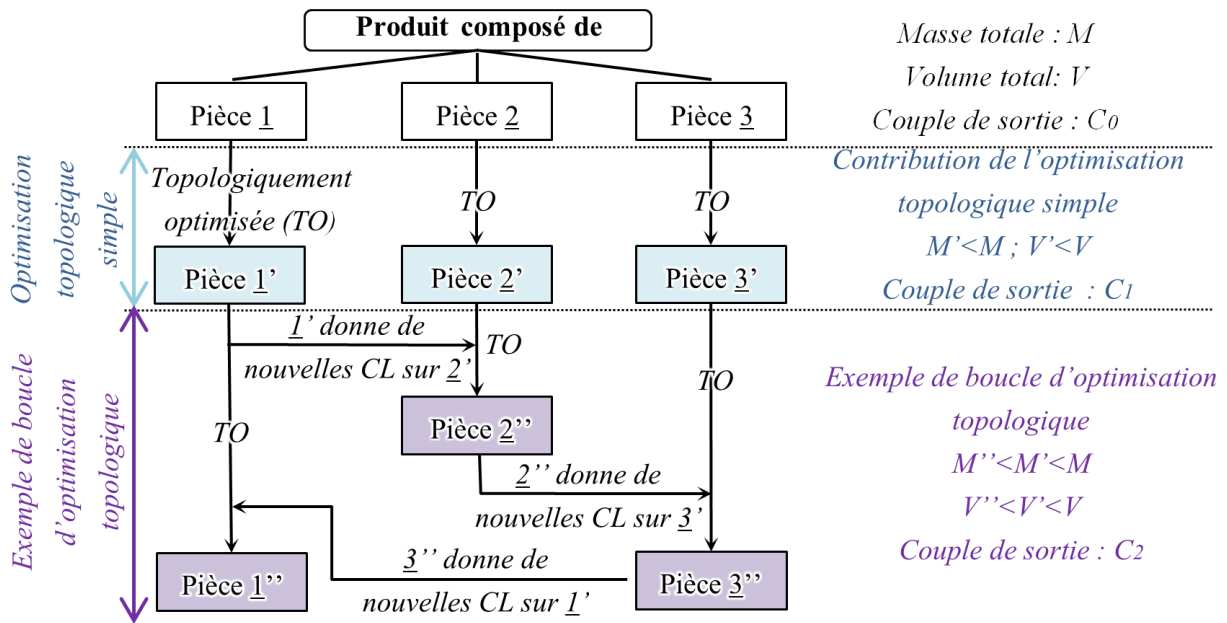 Produit composé de
Masse totale : M
Volume total: V
Couple de sortie : C0
Pièce 1
Pièce 2
Pièce 3
Optimisation
topologique
simple
Topologiquement
optimisée (TO)
TO
TO
Contribution de l'optimisation
topologique simple
M'<M ; V'<V
Couple de sortie : C1
Pièce 1'
Pièce 2'
Pièce 3'
Exemple de boucle
d'optimisation
topologique
1' donne de
nouvelles CL sur 2'
TO
TO
TO
Pièce 2''
2'' donne de
nouvelles CL sur 3'
Exemple de boucle d'optimisation
topologique
M''<M'<M
V''<V'<V
Couple de sortie : C2
Pièce 1''
3'' donne de
nouvelles CL sur 1'
Pièce 3''